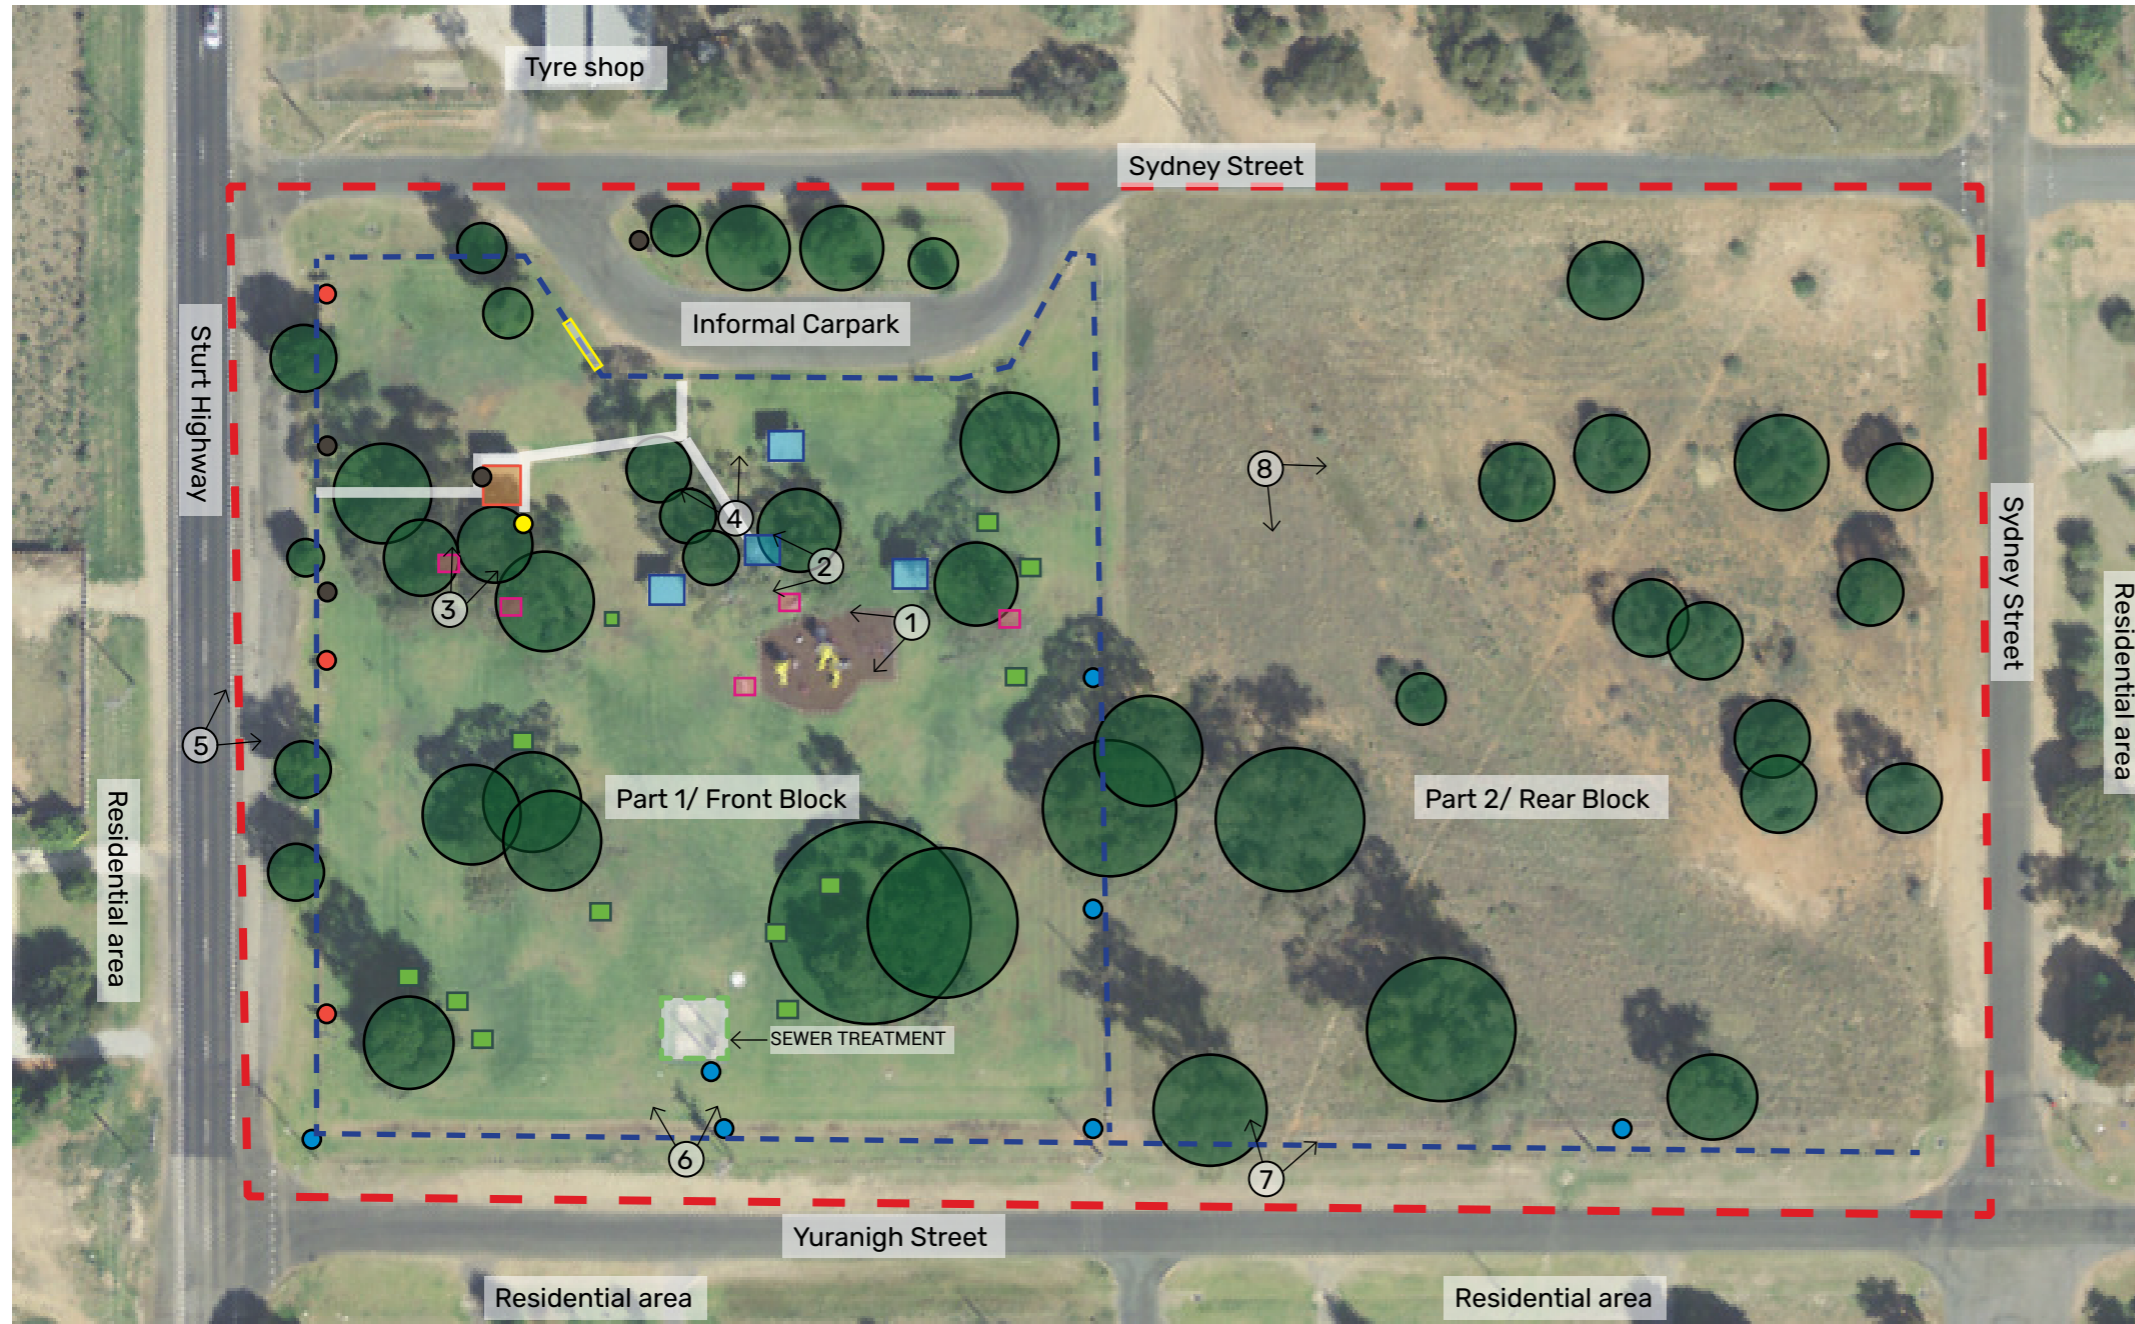 Tyre shop
Sydney Street
Informal Carpark
Sturt Highway
8
4
2
3
1
Sydney Street
Residential area
5
Part 1/ Front Block
Part 2/ Rear Block
Residential area
SEWER TREATMENT
6
7
Yuranigh Street
Residential area
Residential area